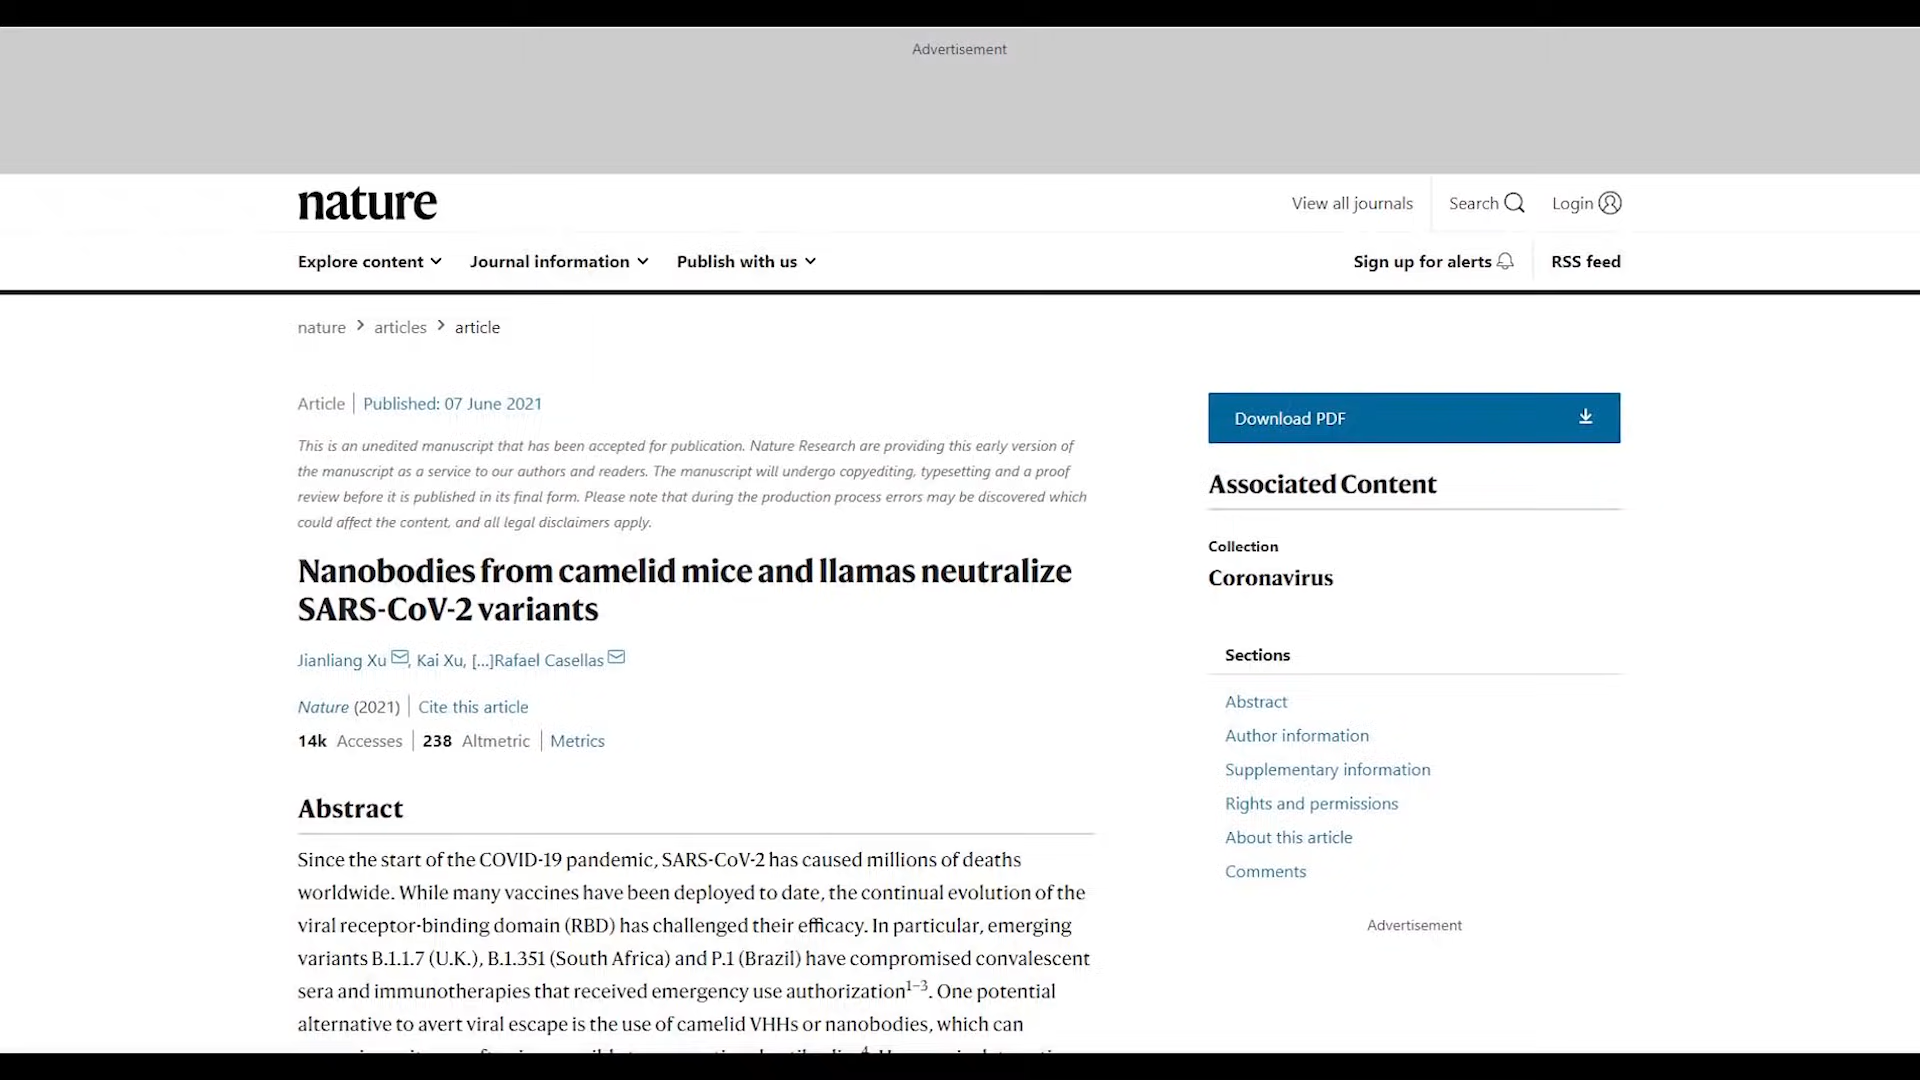 Advertisement
nature
View all journals
Search
Login
Explore content
Journal information
Publish with us
Sign up for alerts
RSS feed
nature > articles > article
Article | Published: 07 June 2021
This is an unedited manuscript that has been accepted for publication. Nature Research are providing this early version of
the manuscript as a service to our authors and readers. The manuscript will undergo copyediting, typesetting and a proof
review before it is published in its final form. Please note that during the production process errors may be discovered which
could affect the content, and all legal disclaimers apply.
Nanobodies from camelid mice and llamas neutralize
SARS-CoV-2 variants
Jianliang Xu, Kai Xu, [...]Rafael Casellas
Nature (2021) | Cite this article
14k Accesses | 238 Altmetric | Metrics
Abstract
Since the start of the COVID-19 pandemic, SARS-CoV-2 has caused millions of deaths
worldwide. While many vaccines have been deployed to date, the continual evolution of the
viral receptor-binding domain (RBD) has challenged their efficacy. In particular, emerging
variants B.1.1.7 (U.K.), B.1.351 (South Africa) and P.1 (Brazil) have compromised convalescent
sera and immunotherapies that received emergency use authorization1–3. One potential
alternative to avert viral escape is the use of camelid VHHs or nanobodies, which can
Download PDF
Associated Content
Collection
Coronavirus
Sections
Abstract
Author information
Supplementary information
Rights and permissions
About this article
Comments
Advertisement